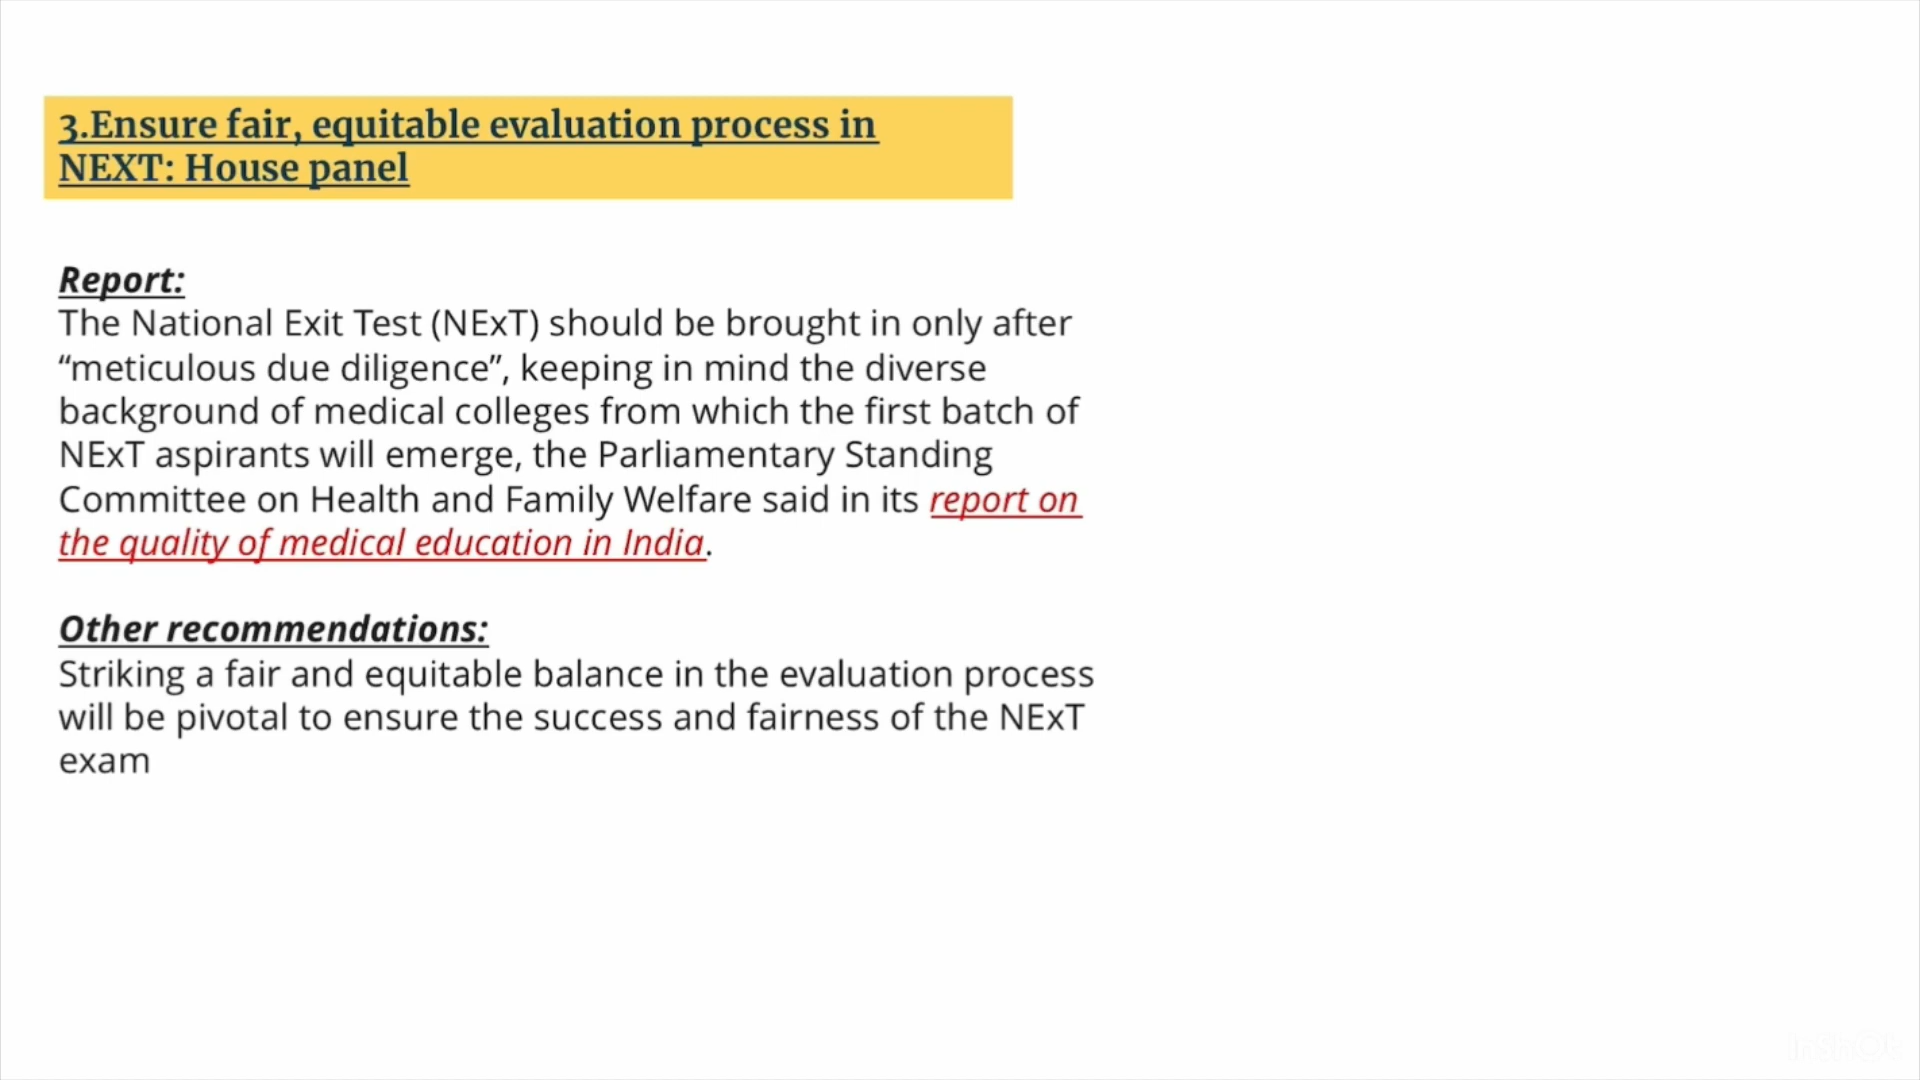 3.Ensure fair, equitable evaluation process in
NEXT: House panel
Report:
The National Exit Test (NExT) should be brought in only after
“meticulous due diligence”, keeping in mind the diverse
background of medical colleges from which the first batch of
NExT aspirants will emerge, the Parliamentary Standing
Committee on Health and Family Welfare said in its report on
the quality of medical education in India.
Other recommendations:
Striking a fair and equitable balance in the evaluation process
will be pivotal to ensure the success and fairness of the NExT
exam